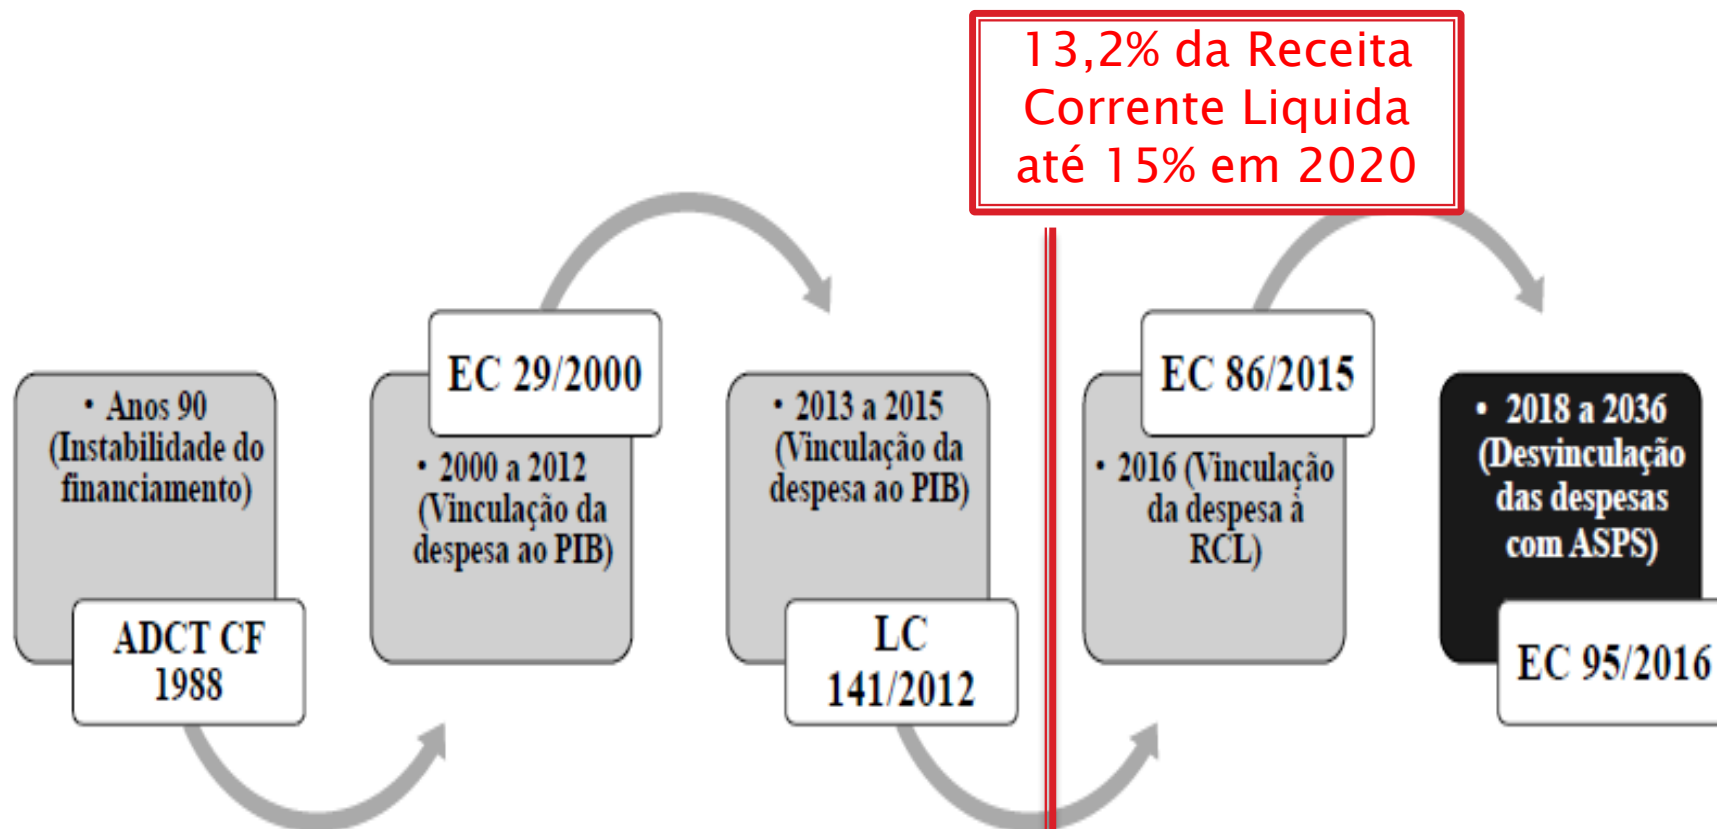 13,2% da Receita
Corrente Liquida
até 15% em 2020
• Anos 90
(Instabilidade do
financiamento)
ADCT CF
1988
EC 29/2000
• 2000 a 2012
(Vinculação da
despesa ao PIB)
• 2013 a 2015
(Vinculação da
despesa ao PIB)
LC
141/2012
EC 86/2015
• 2016 (Vinculação
da despesa à
RCL)
• 2018 a 2036
(Desvinculação
das despesas
com ASPS)
EC 95/2016